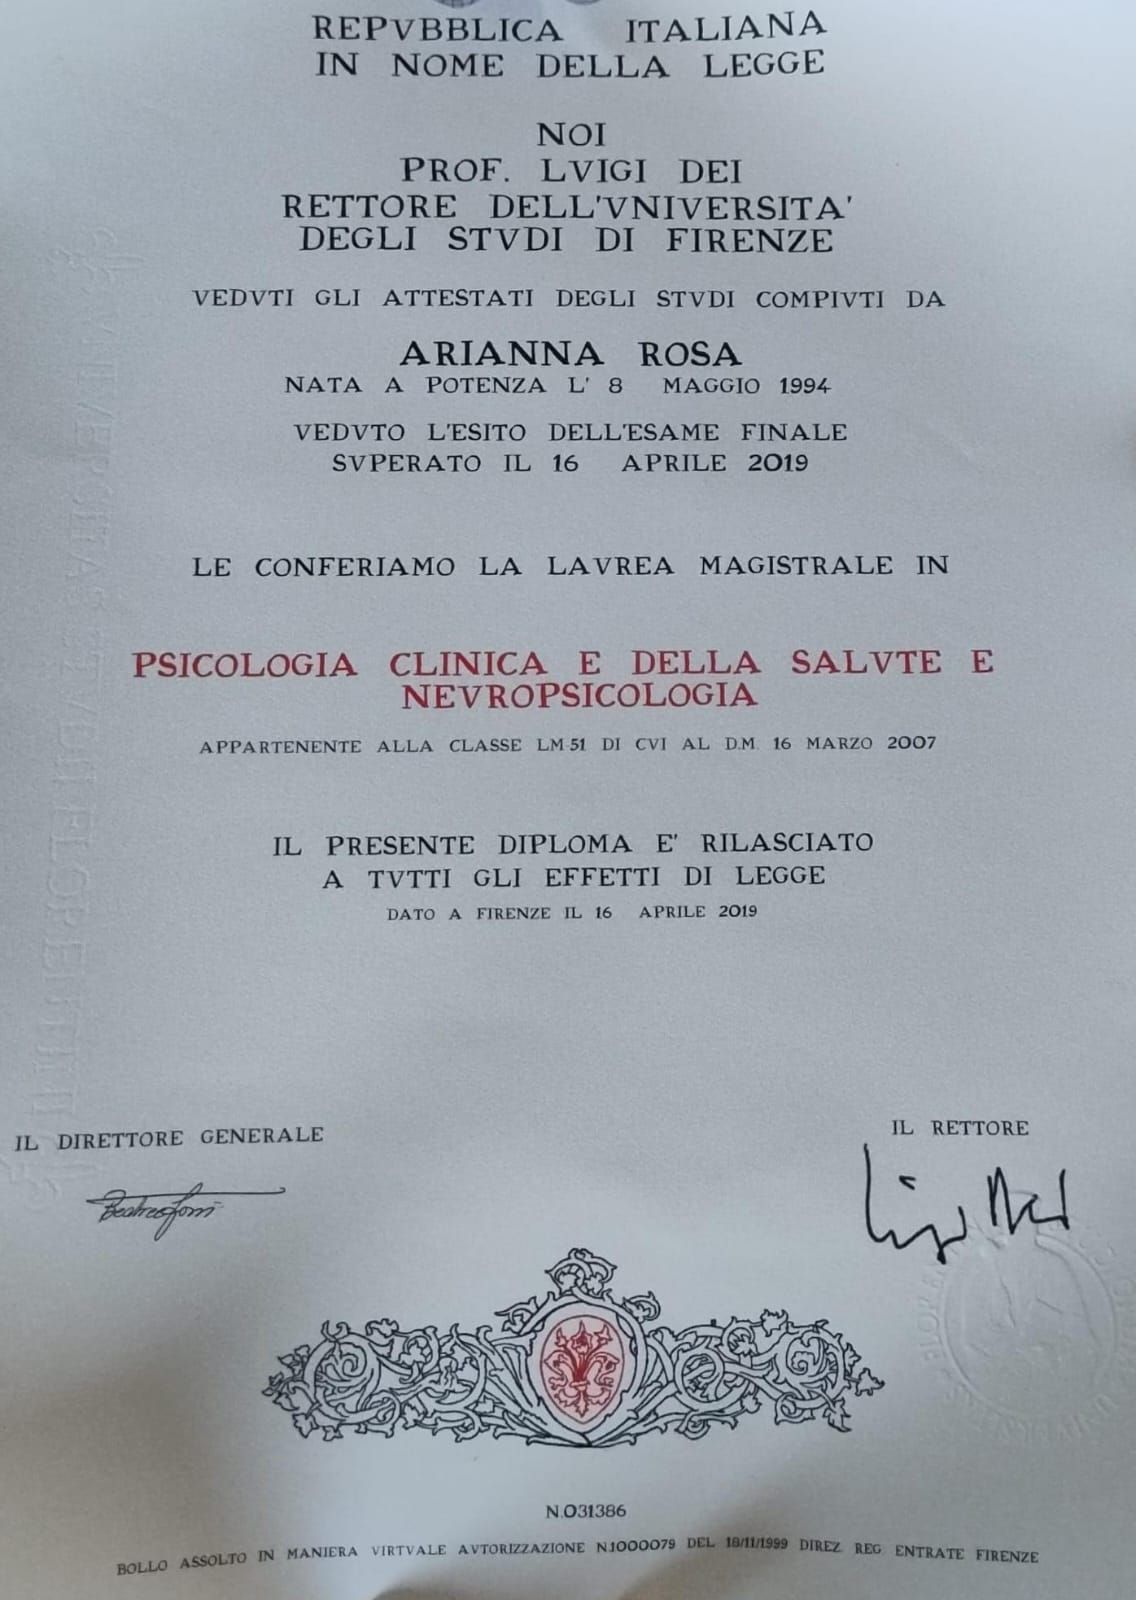 REPVBBLICA ITALIANA
IN NOME DELLA LEGGE
NOI
PROF. LVIGI DEI
RETTORE DELL'VNIVERSITA'
DEGLI STVDI DI FIRENZE
VEDVTI GLI ATTESTATI DEGLI STVDI COMPIVTI DA
ARIANNA ROSA
NATA A POTENZA L' 8 MAGGIO 1994
VEDVTO L'ESITO DELL'ESAME FINALE
SVPERATO IL 16 APRILE 2019
LE CONFERIAMO LA LAVREA MAGISTRALE IN
PSICOLOGIA CLINICA E DELLA SALVTE E
NEVROPSICOLOGIA
APPARTENENTE ALLA CLASSE LM-51 DI CVI AL D.M. 16 MARZO 2007
IL PRESENTE DIPLOMA E' RILASCIATO
A TVTTI GLI EFFETTI DI LEGGE
DATO A FIRENZE IL 16 APRILE 2019
IL DIRETTORE GENERALE
IL RETTORE
N.031386
BOLLO ASSOLTO IN MANIERA VIRTVALE AVTORIZZAZIONE N.1000079 DEL 18/11/1999 DIREZ. REG. ENTRATE FIRENZE